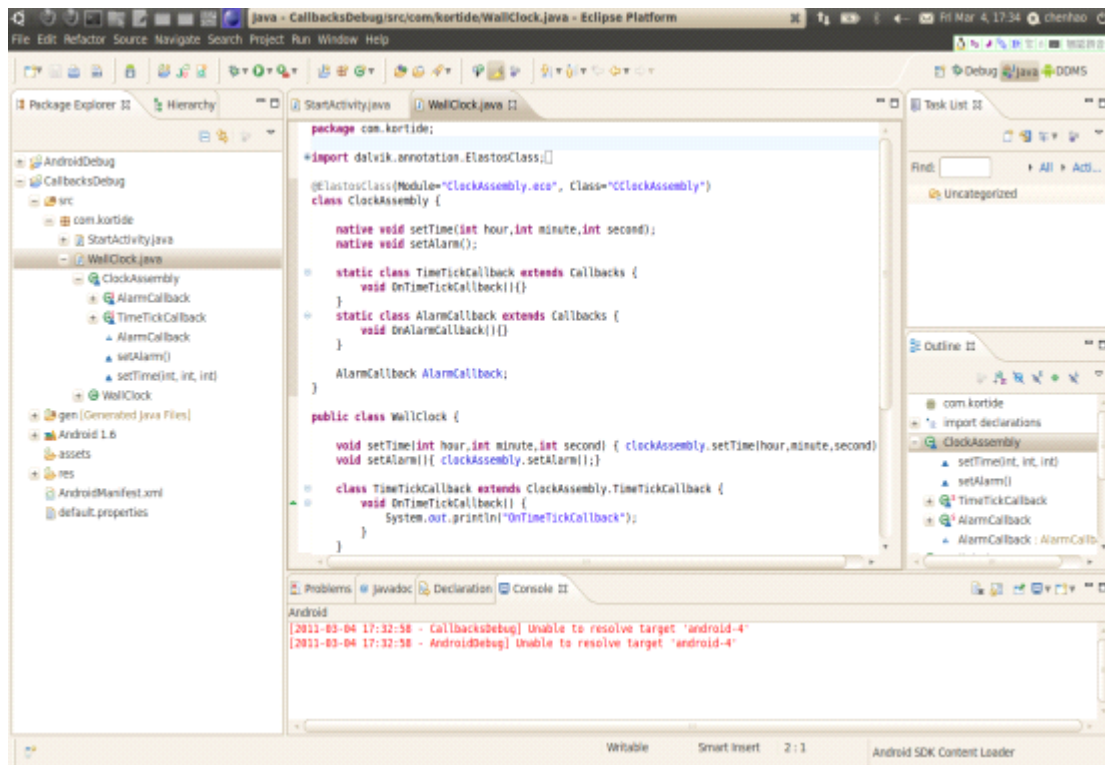 Java - CallbacksDebug/src/com/kortide/WallClock.java - Eclipse Platform
Fri Mar 4, 17:34 chenhao
File Edit Refactor Source Navigate Search Project Run Window Help
Debug Java DDMS
Package Explorer Hierarchy
AndroidDebug
CallbacksDebug
src
com.kortide
StartActivity.java
WallClock.java
ClockAssembly
AlarmCallback
TimeTickCallback
AlarmCallback
setAlarm()
setTime(int, int, int)
WallClock
gen [Generated Java Files]
Android 1.6
assets
res
AndroidManifest.xml
default.properties
StartActivity.java WallClock.java
package com.kortide;
import dalvik.annotation.ElastosClass;
@ElastosClass(Module="ClockAssembly.eco", Class="CClockAssembly")
class ClockAssembly {
native void setTime(int hour,int minute,int second);
native void setAlarm();
static class TimeTickCallback extends Callbacks {
void OnTimeTickCallback(){}
}
static class AlarmCallback extends Callbacks {
void OnAlarmCallback(){}
}
AlarmCallback AlarmCallback;
}
public class WallClock {
void setTime(int hour,int minute,int second) { clockAssembly.setTime(hour,minute,second)
void setAlarm(){ clockAssembly.setAlarm();}
class TimeTickCallback extends ClockAssembly.TimeTickCallback {
void OnTimeTickCallback() {
System.out.println("OnTimeTickCallback");
}
}
Task List
Find: All Acti...
Uncategorized
Outline
com.kortide
import declarations
ClockAssembly
setTime(int, int, int)
setAlarm()
TimeTickCallback
AlarmCallback
AlarmCallback : AlarmCallb
Problems Javadoc Declaration Console
Android
[2011-03-04 17:32:58 - CallbacksDebug] Unable to resolve target 'android-4'
[2011-03-04 17:32:58 - AndroidDebug] Unable to resolve target 'android-4'
Writable Smart Insert 2 : 1 Android SDK Content Loader